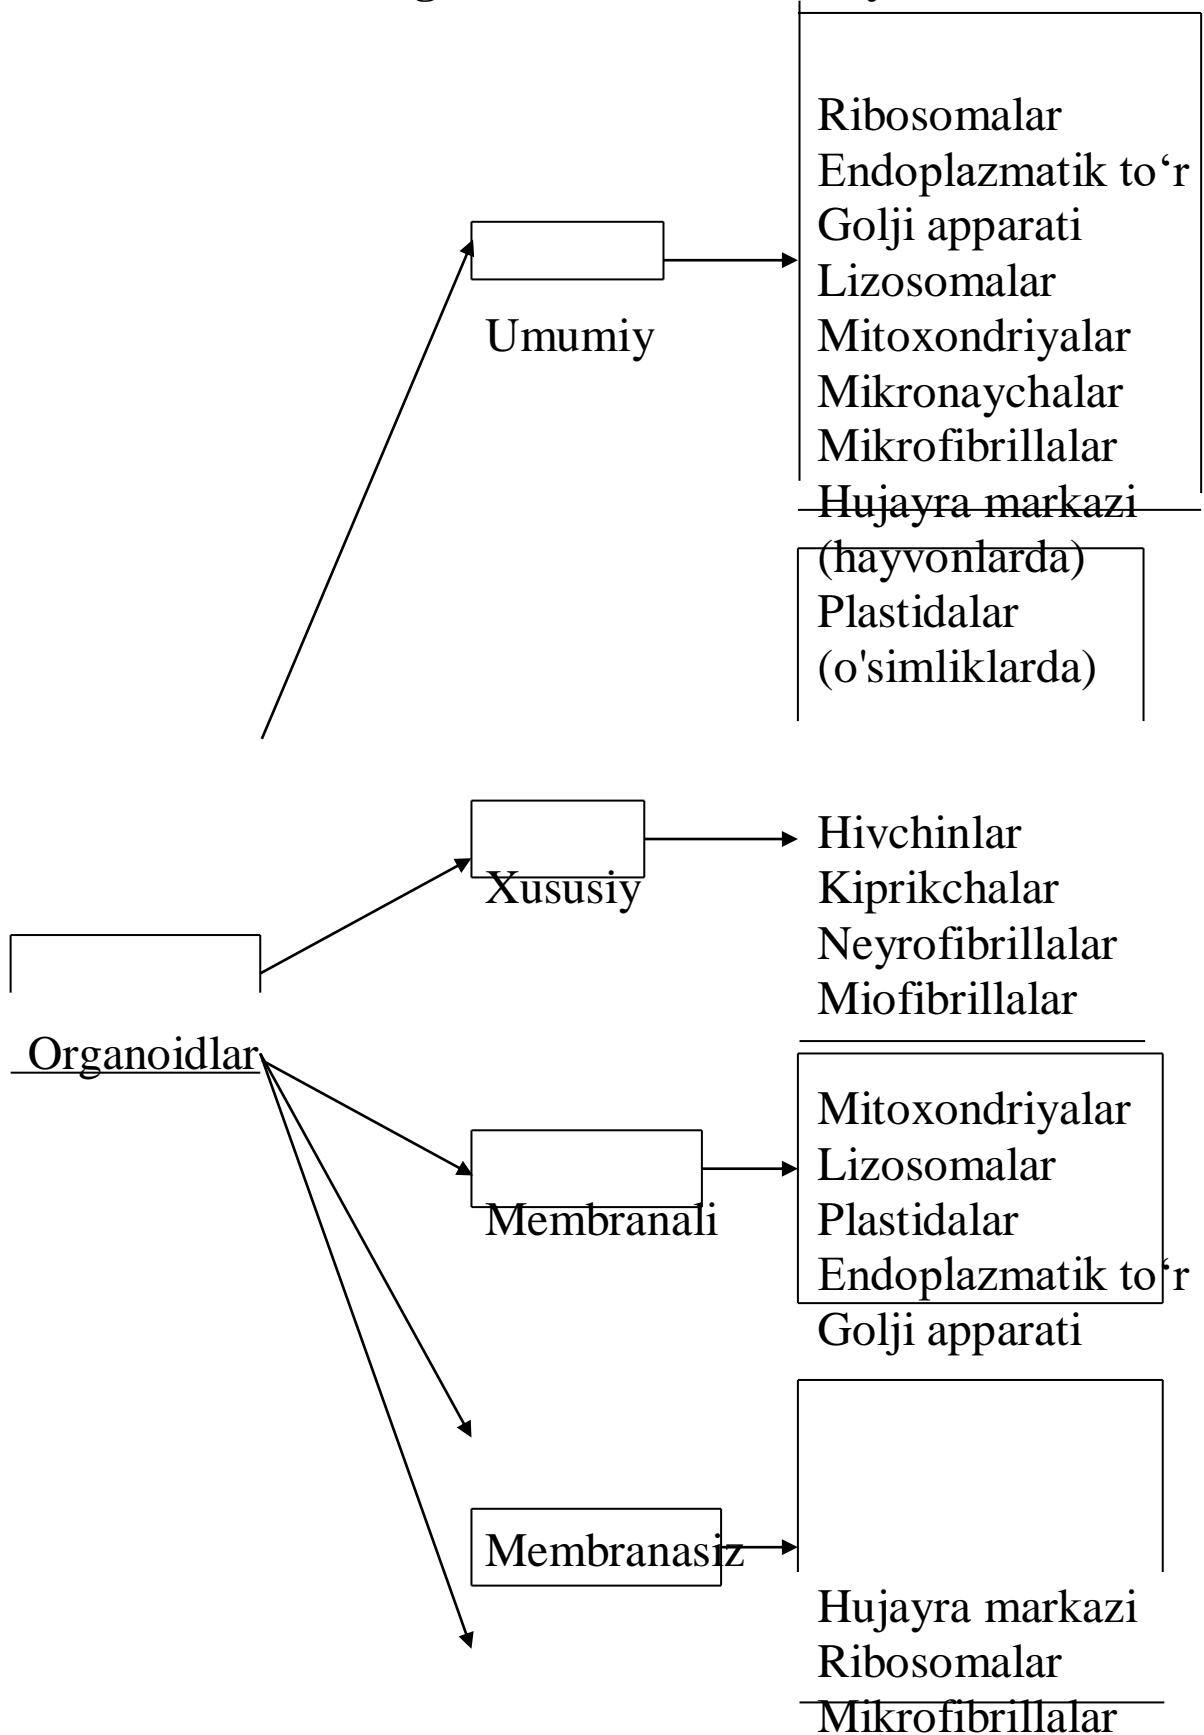 Ribosomalar
Endoplazmatik to‘r
Golji apparati
Lizosomalar
Umumiy
Mitoxondriyalar
Mikronaychalar
Mikrofibrillalar
Hujayra markazi
(hayvonlarda)
Plastidalar
(o'simliklarda)
Hivchinlar
Xususiy
Kiprikchalar
Neyrofibrillalar
Miofibrillalar
Organoidlar
Mitoxondriyalar
Lizosomalar
Membranali
Plastidalar
Endoplazmatik to‘r
Golji apparati
Membranasiz
Hujayra markazi
Ribosomalar
Mikrofibrillalar